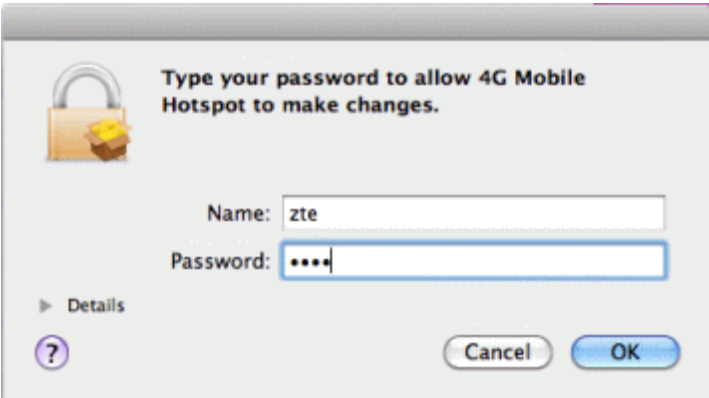 Type your password to allow 4G Mobile
Hotspot to make changes.
Name: zte
Password: ••••
Details
?
Cancel OK